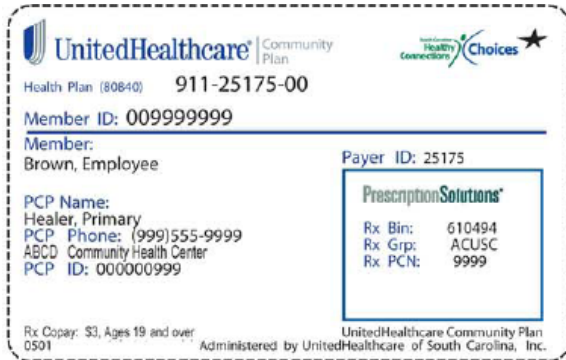 UnitedHealthcare® Community Plan
South Carolina Healthy Connections Choices
Health Plan (80840) 911-25175-00
Member ID: 009999999
Member:
Brown, Employee
Payer ID: 25175
PrescriptionSolutions®
Rx Bin: 610494
Rx Grp: ACUSC
Rx PCN: 9999
PCP Name:
Healer, Primary
PCP Phone: (999)555-9999
ABCD Community Health Center
PCP ID: 000000999
Rx Copay: $3, Ages 19 and over
0501
UnitedHealthcare Community Plan
Administered by UnitedHealthcare of South Carolina, Inc.